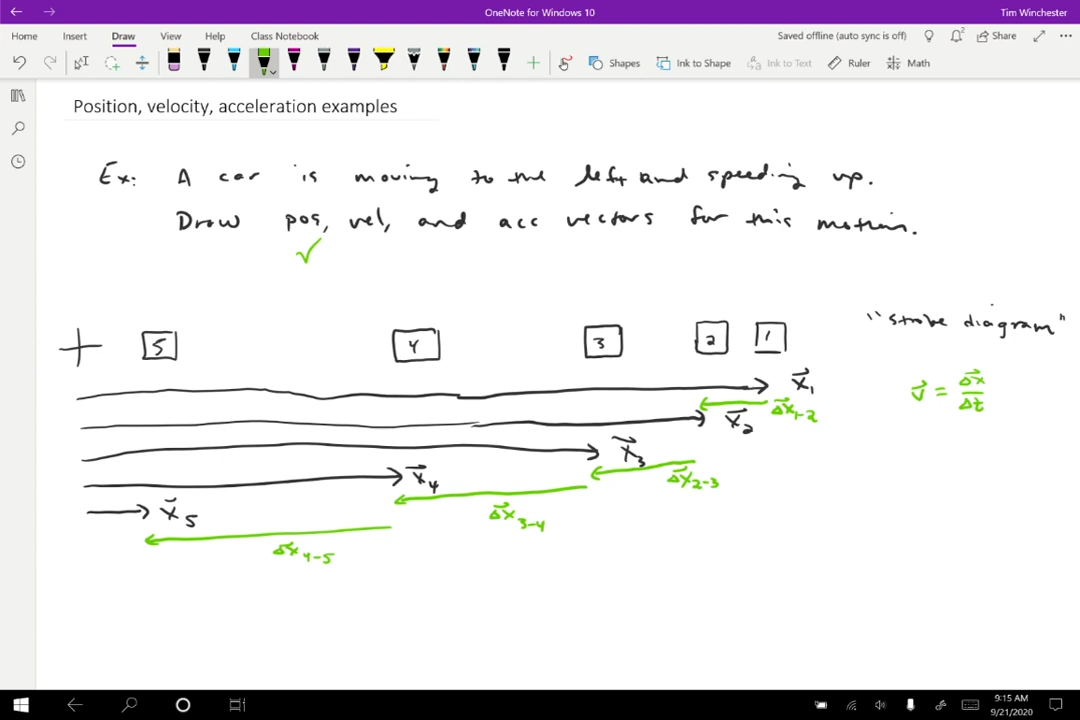 OneNote for Windows 10
Tim Winchester
Home Insert Draw View Help Class Notebook
Saved offline (auto sync is off) 2 Share
Shapes Ink to Shape Ink to Text Ruler Math
Position, velocity, acceleration examples
Ex: A car is moving to the left and speeding up.
Draw pos, vel, and acc vectors for this motion.
✓
"strobe diagram"
5 4 3 2 1
x⃗₁
v⃗ = Δx⃗/Δt
Δx⃗₁₋₂
x⃗₂
x⃗₃
x⃗₄
Δx⃗₂₋₃
x⃗₅
Δx⃗₃₋₄
Δx⃗₄₋₅
9:15 AM
9/21/2020